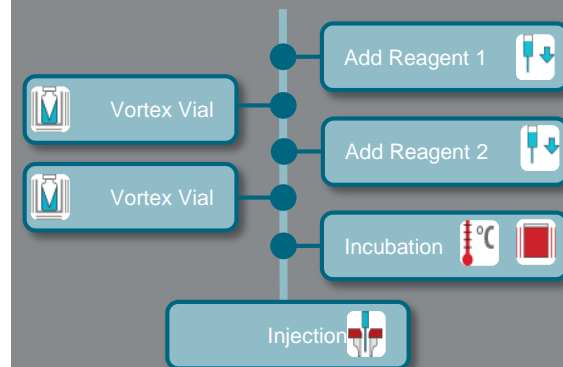 Add Reagent 1
Vortex Vial
Add Reagent 2
Vortex Vial
Incubation °C
Injection